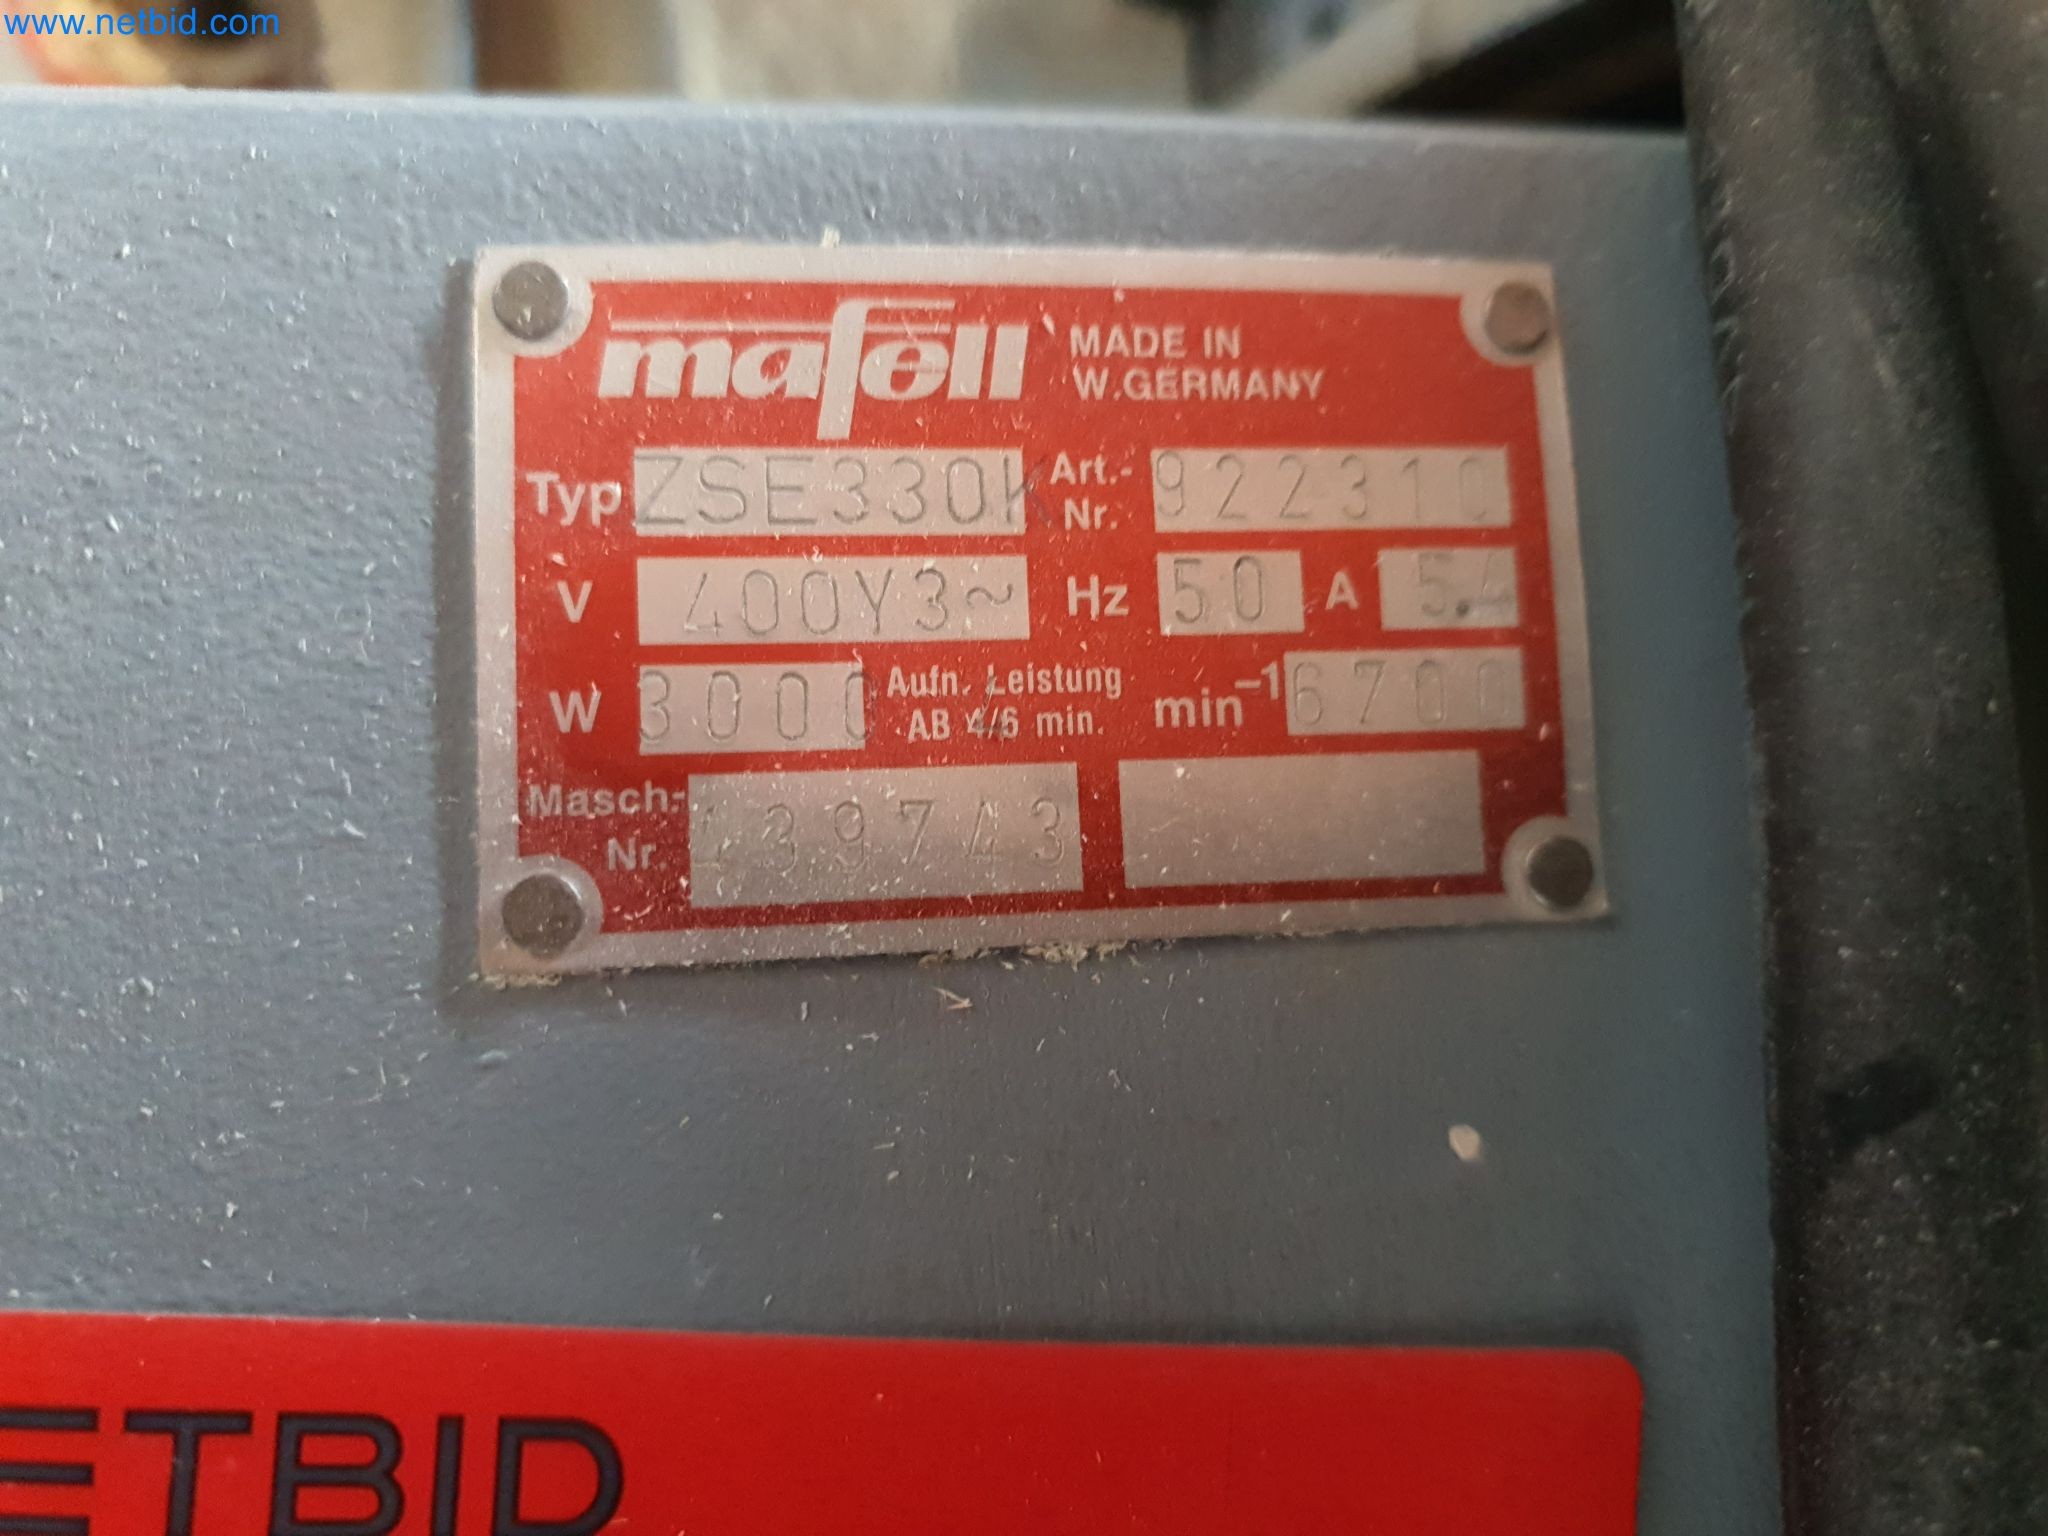 www.netbid.com
mafell MADE IN
W.GERMANY
Typ ZSE330K Art.-Nr. 922310
V 400Y3~ Hz 50 A 5.4
W 3000 Aufn. Leistung
AB 4/6 min. min⁻¹ 6700
Masch.-Nr. 439743
ETBID